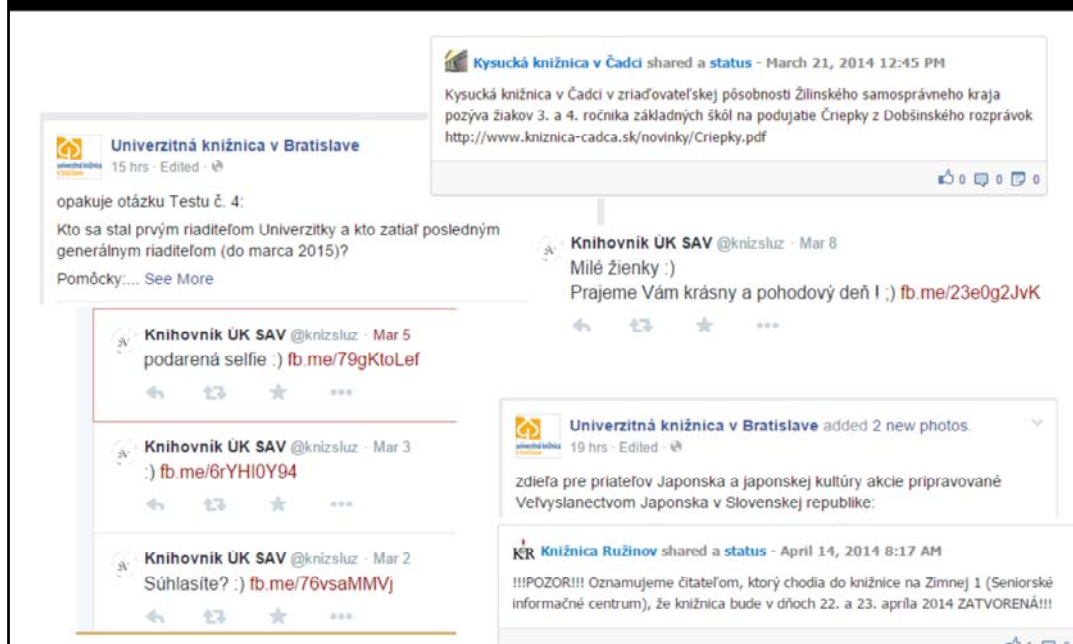 Kysucká knižnica v Čadci shared a status - March 21, 2014 12:45 PM
Kysucká knižnica v Čadci v zriaďovateľskej pôsobnosti Žilinského samosprávneho kraja
pozýva žiakov 3. a 4. ročníka základných škôl na podujatie Čriepky z Dobšinského rozprávok
http://www.kniznica-cadca.sk/novinky/Criepky.pdf
0 0 0
Univerzitná knižnica v Bratislave
15 hrs · Edited ·
opakuje otázku Testu č. 4:
Kto sa stal prvým riaditeľom Univerzitky a kto zatiaľ posledným
generálnym riaditeľom (do marca 2015)?
Pomôcky:... See More
Knihovník ÚK SAV @knizsluz · Mar 8
Milé žienky :)
Prajeme Vám krásny a pohodový deň ! ;) fb.me/23e0g2JvK
Knihovník ÚK SAV @knizsluz · Mar 5
podarená selfie :) fb.me/79gKtoLef
Knihovník ÚK SAV @knizsluz · Mar 3
:) fb.me/6rYHI0Y94
Knihovník ÚK SAV @knizsluz · Mar 2
Súhlasíte? :) fb.me/76vsaMMVj
Univerzitná knižnica v Bratislave added 2 new photos.
19 hrs · Edited ·
zdieľa pre priateľov Japonska a japonskej kultúry akcie pripravované
Veľvyslanectvom Japonska v Slovenskej republike:
KR Knižnica Ružinov shared a status - April 14, 2014 8:17 AM
!!!POZOR!!! Oznamujeme čitateľom, ktorý chodia do knižnice na Zimnej 1 (Seniorské
informačné centrum), že knižnica bude v dňoch 22. a 23. apríla 2014 ZATVORENÁ!!!